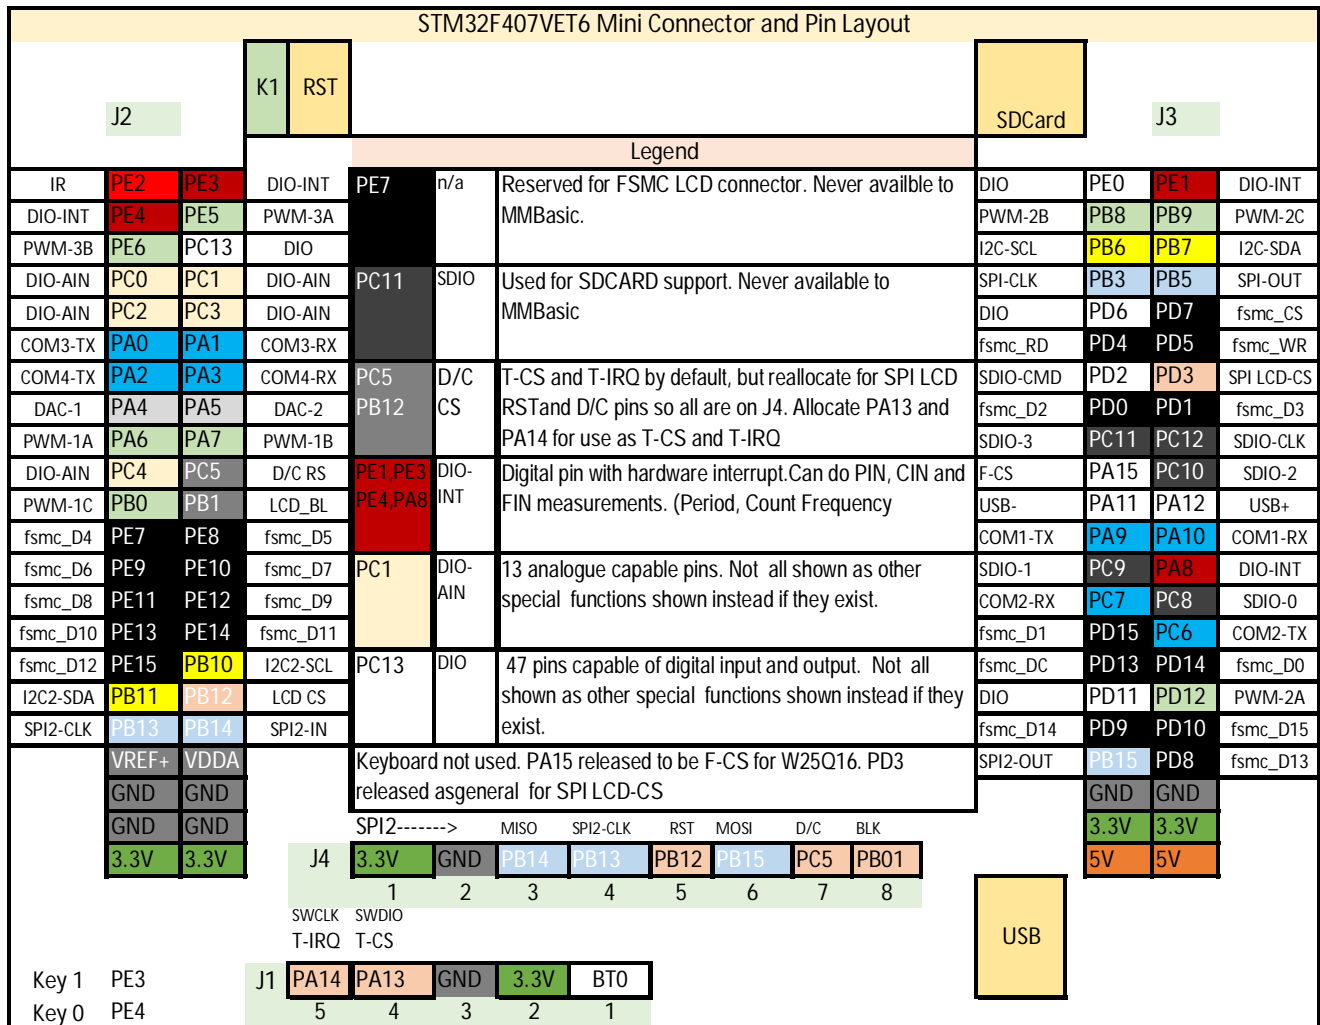 STM32F407VET6 Mini Connector and Pin Layout
K1 RST
J2 SDCard J3
Legend
IR PE2 PE3 DIO-INT PE7 n/a Reserved for FSMC LCD connector. Never availble to DIO PE0 PE1 DIO-INT
DIO-INT PE4 PE5 PWM-3A MMBasic. PWM-2B PB8 PB9 PWM-2C
PWM-3B PE6 PC13 DIO I2C-SCL PB6 PB7 I2C-SDA
DIO-AIN PC0 PC1 DIO-AIN PC11 SDIO Used for SDCARD support. Never available to SPI-CLK PB3 PB5 SPI-OUT
DIO-AIN PC2 PC3 DIO-AIN MMBasic DIO PD6 PD7 fsmc_CS
COM3-TX PA0 PA1 COM3-RX fsmc_RD PD4 PD5 fsmc_WR
COM4-TX PA2 PA3 COM4-RX PC5 D/C T-CS and T-IRQ by default, but reallocate for SPI LCD SDIO-CMD PD2 PD3 SPI LCD-CS
DAC-1 PA4 PA5 DAC-2 PB12 CS RSTand D/C pins so all are on J4. Allocate PA13 and fsmc_D2 PD0 PD1 fsmc_D3
PWM-1A PA6 PA7 PWM-1B PA14 for use as T-CS and T-IRQ SDIO-3 PC11 PC12 SDIO-CLK
DIO-AIN PC4 PC5 D/C RS PE1,PE3 DIO- Digital pin with hardware interrupt.Can do PIN, CIN and F-CS PA15 PC10 SDIO-2
PWM-1C PB0 PB1 LCD_BL PE4,PA8 INT FIN measurements. (Period, Count Frequency USB- PA11 PA12 USB+
fsmc_D4 PE7 PE8 fsmc_D5 COM1-TX PA9 PA10 COM1-RX
fsmc_D6 PE9 PE10 fsmc_D7 PC1 DIO- 13 analogue capable pins. Not all shown as other SDIO-1 PC9 PA8 DIO-INT
fsmc_D8 PE11 PE12 fsmc_D9 AIN special functions shown instead if they exist. COM2-RX PC7 PC8 SDIO-0
fsmc_D10 PE13 PE14 fsmc_D11 fsmc_D1 PD15 PC6 COM2-TX
fsmc_D12 PE15 PB10 I2C2-SCL PC13 DIO 47 pins capable of digital input and output. Not all fsmc_DC PD13 PD14 fsmc_D0
I2C2-SDA PB11 PB12 LCD CS shown as other special functions shown instead if they DIO PD11 PD12 PWM-2A
SPI2-CLK PB13 PB14 SPI2-IN exist. fsmc_D14 PD9 PD10 fsmc_D15
VREF+ VDDA Keyboard not used. PA15 released to be F-CS for W25Q16. PD3 SPI2-OUT PB15 PD8 fsmc_D13
GND GND released asgeneral for SPI LCD-CS GND GND
GND GND SPI2-------> MISO SPI2-CLK RST MOSI D/C BLK 3.3V 3.3V
3.3V 3.3V J4 3.3V GND PB14 PB13 PB12 PB15 PC5 PB01 5V 5V
1 2 3 4 5 6 7 8
SWCLK SWDIO
T-IRQ T-CS USB
Key 1 PE3 J1 PA14 PA13 GND 3.3V BT0
Key 0 PE4 5 4 3 2 1